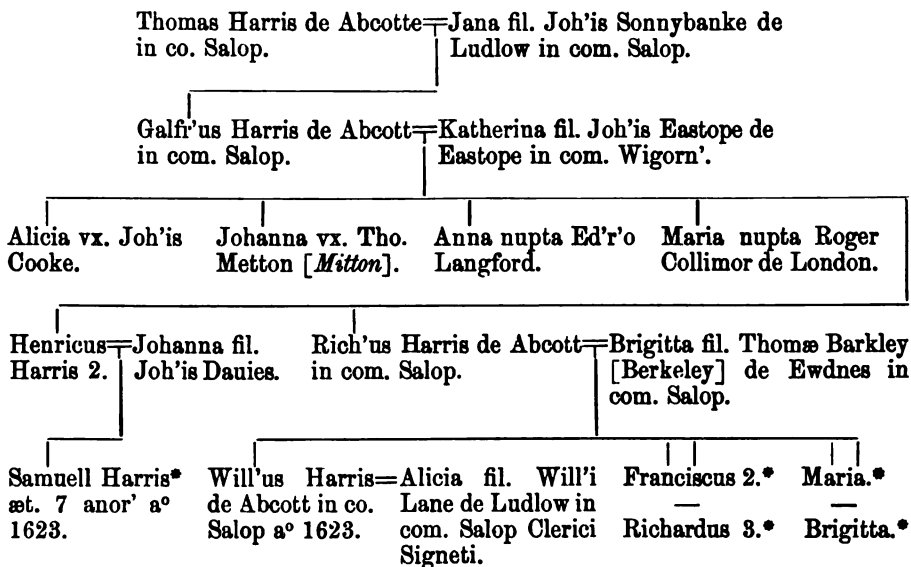 Thomas Harris de Abcotte=Jana fil. Joh'is Sonnybanke de
in co. Salop. Ludlow in com. Salop.
Galfr'us Harris de Abcott=Katherina fil. Joh'is Eastope de
in com. Salop. Eastope in com. Wigorn'.
Alicia vx. Joh'is
Cooke.
Johanna vx. Tho.
Metton [Mitton].
Anna nupta Ed'r'o
Langford.
Maria nupta Roger
Collimor de London.
Henricus=Johanna fil.
Harris 2. Joh'is Dauies.
Rich'us Harris de Abcott=Brigitta fil. Thomæ Barkley
in com. Salop. [Berkeley] de Ewdnes in
com. Salop.
Samuell Harris*
æt. 7 anor' aº
1623.
Will'us Harris=Alicia fil. Will'i
de Abcott in co. Lane de Ludlow in
Salop aº 1623. com. Salop Clerici
Signeti.
Franciscus 2.*
—
Richardus 3.*
Maria.*
—
Brigitta.*